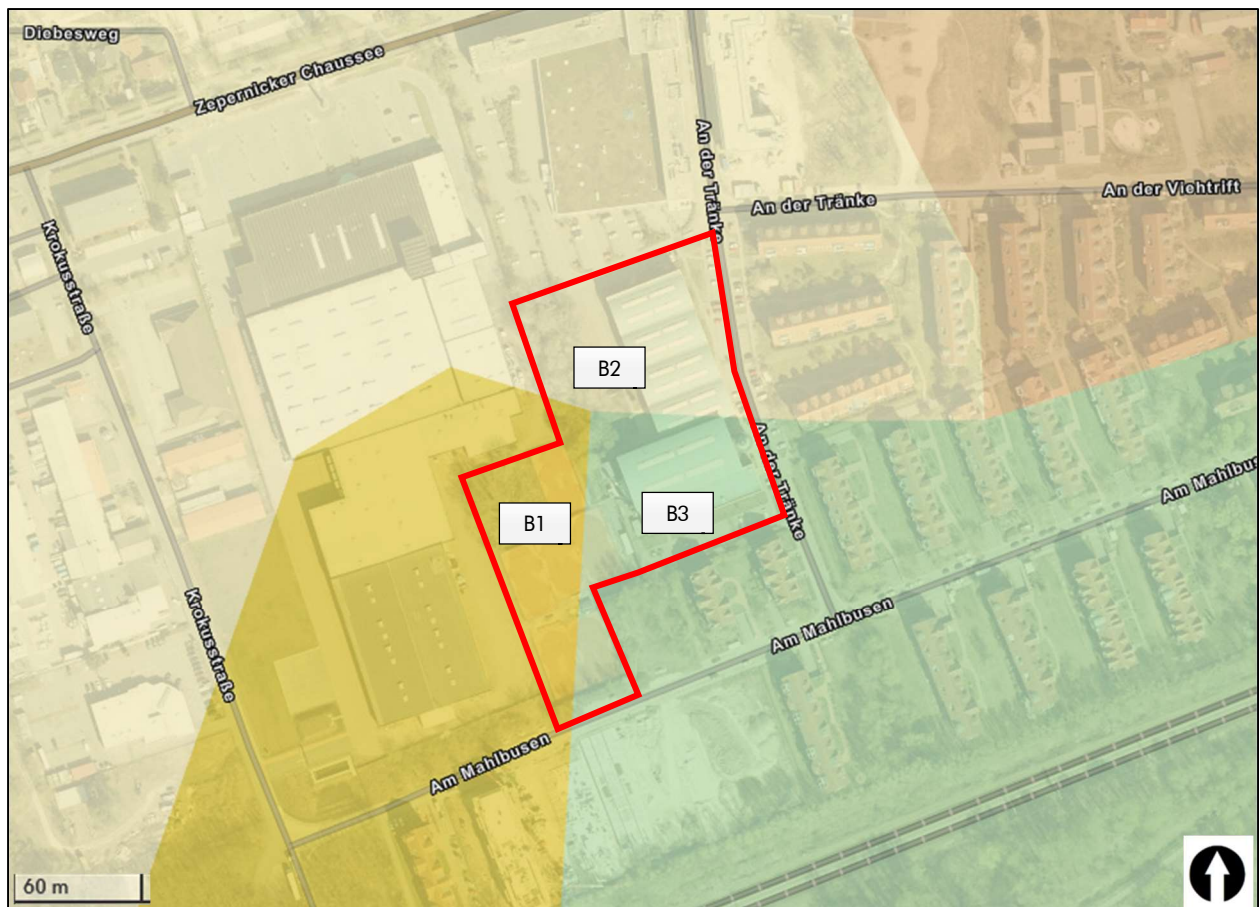 Diebesweg
Zepernicker Chaussee
An der Tränke
An der Tränke
An der Viehtrift
Krokusstraße
B2
An der Tränke
B1
B3
Am Mahlbus
Krokusstraße
Am Mahlbusen
Am Mahlbusen
60 m